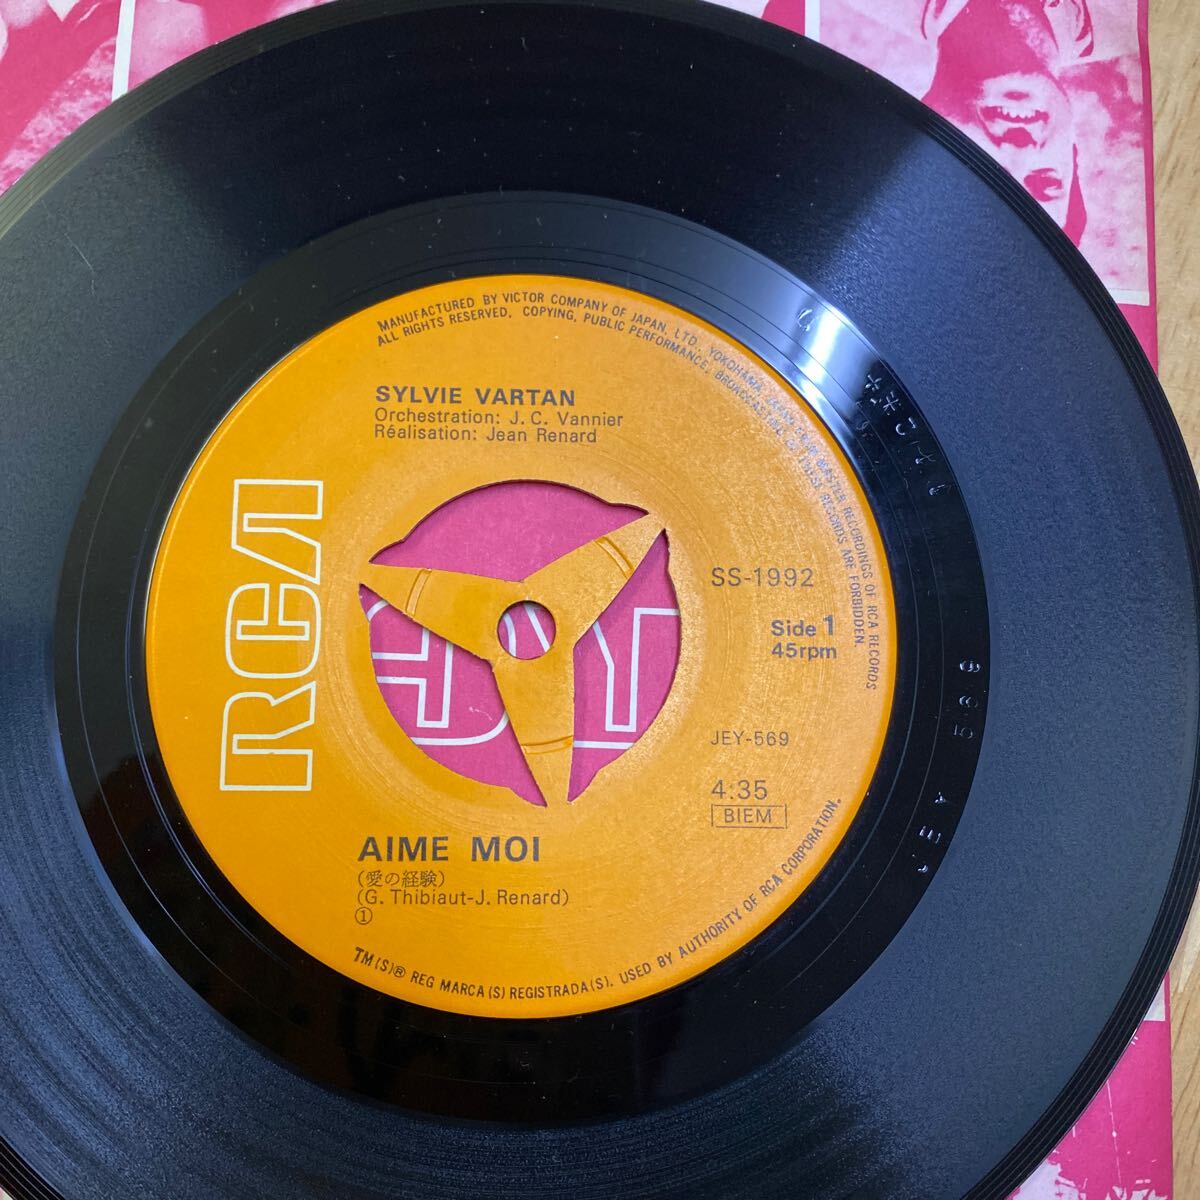 MANUFACTURED BY VICTOR COMPANY OF JAPAN, LTD., YOKOHAMA, JAPAN FROM MASTER RECORDINGS OF RCA RECORDS
ALL RIGHTS RESERVED. COPYING, PUBLIC PERFORMANCE, BROADCASTING OF THESE RECORDS ARE FORBIDDEN.
SYLVIE VARTAN
Orchestration: J. C. Vannier
Réalisation: Jean Renard
RCA
SS-1992
Side 1
45rpm
JEY-569
4:35
BIEM
AIME MOI
(愛の経験)
(G. Thibiaut-J. Renard)
①
TM(S)® REG MARCA(S) REGISTRADA(S). USED BY AUTHORITY OF RCA CORPORATION.